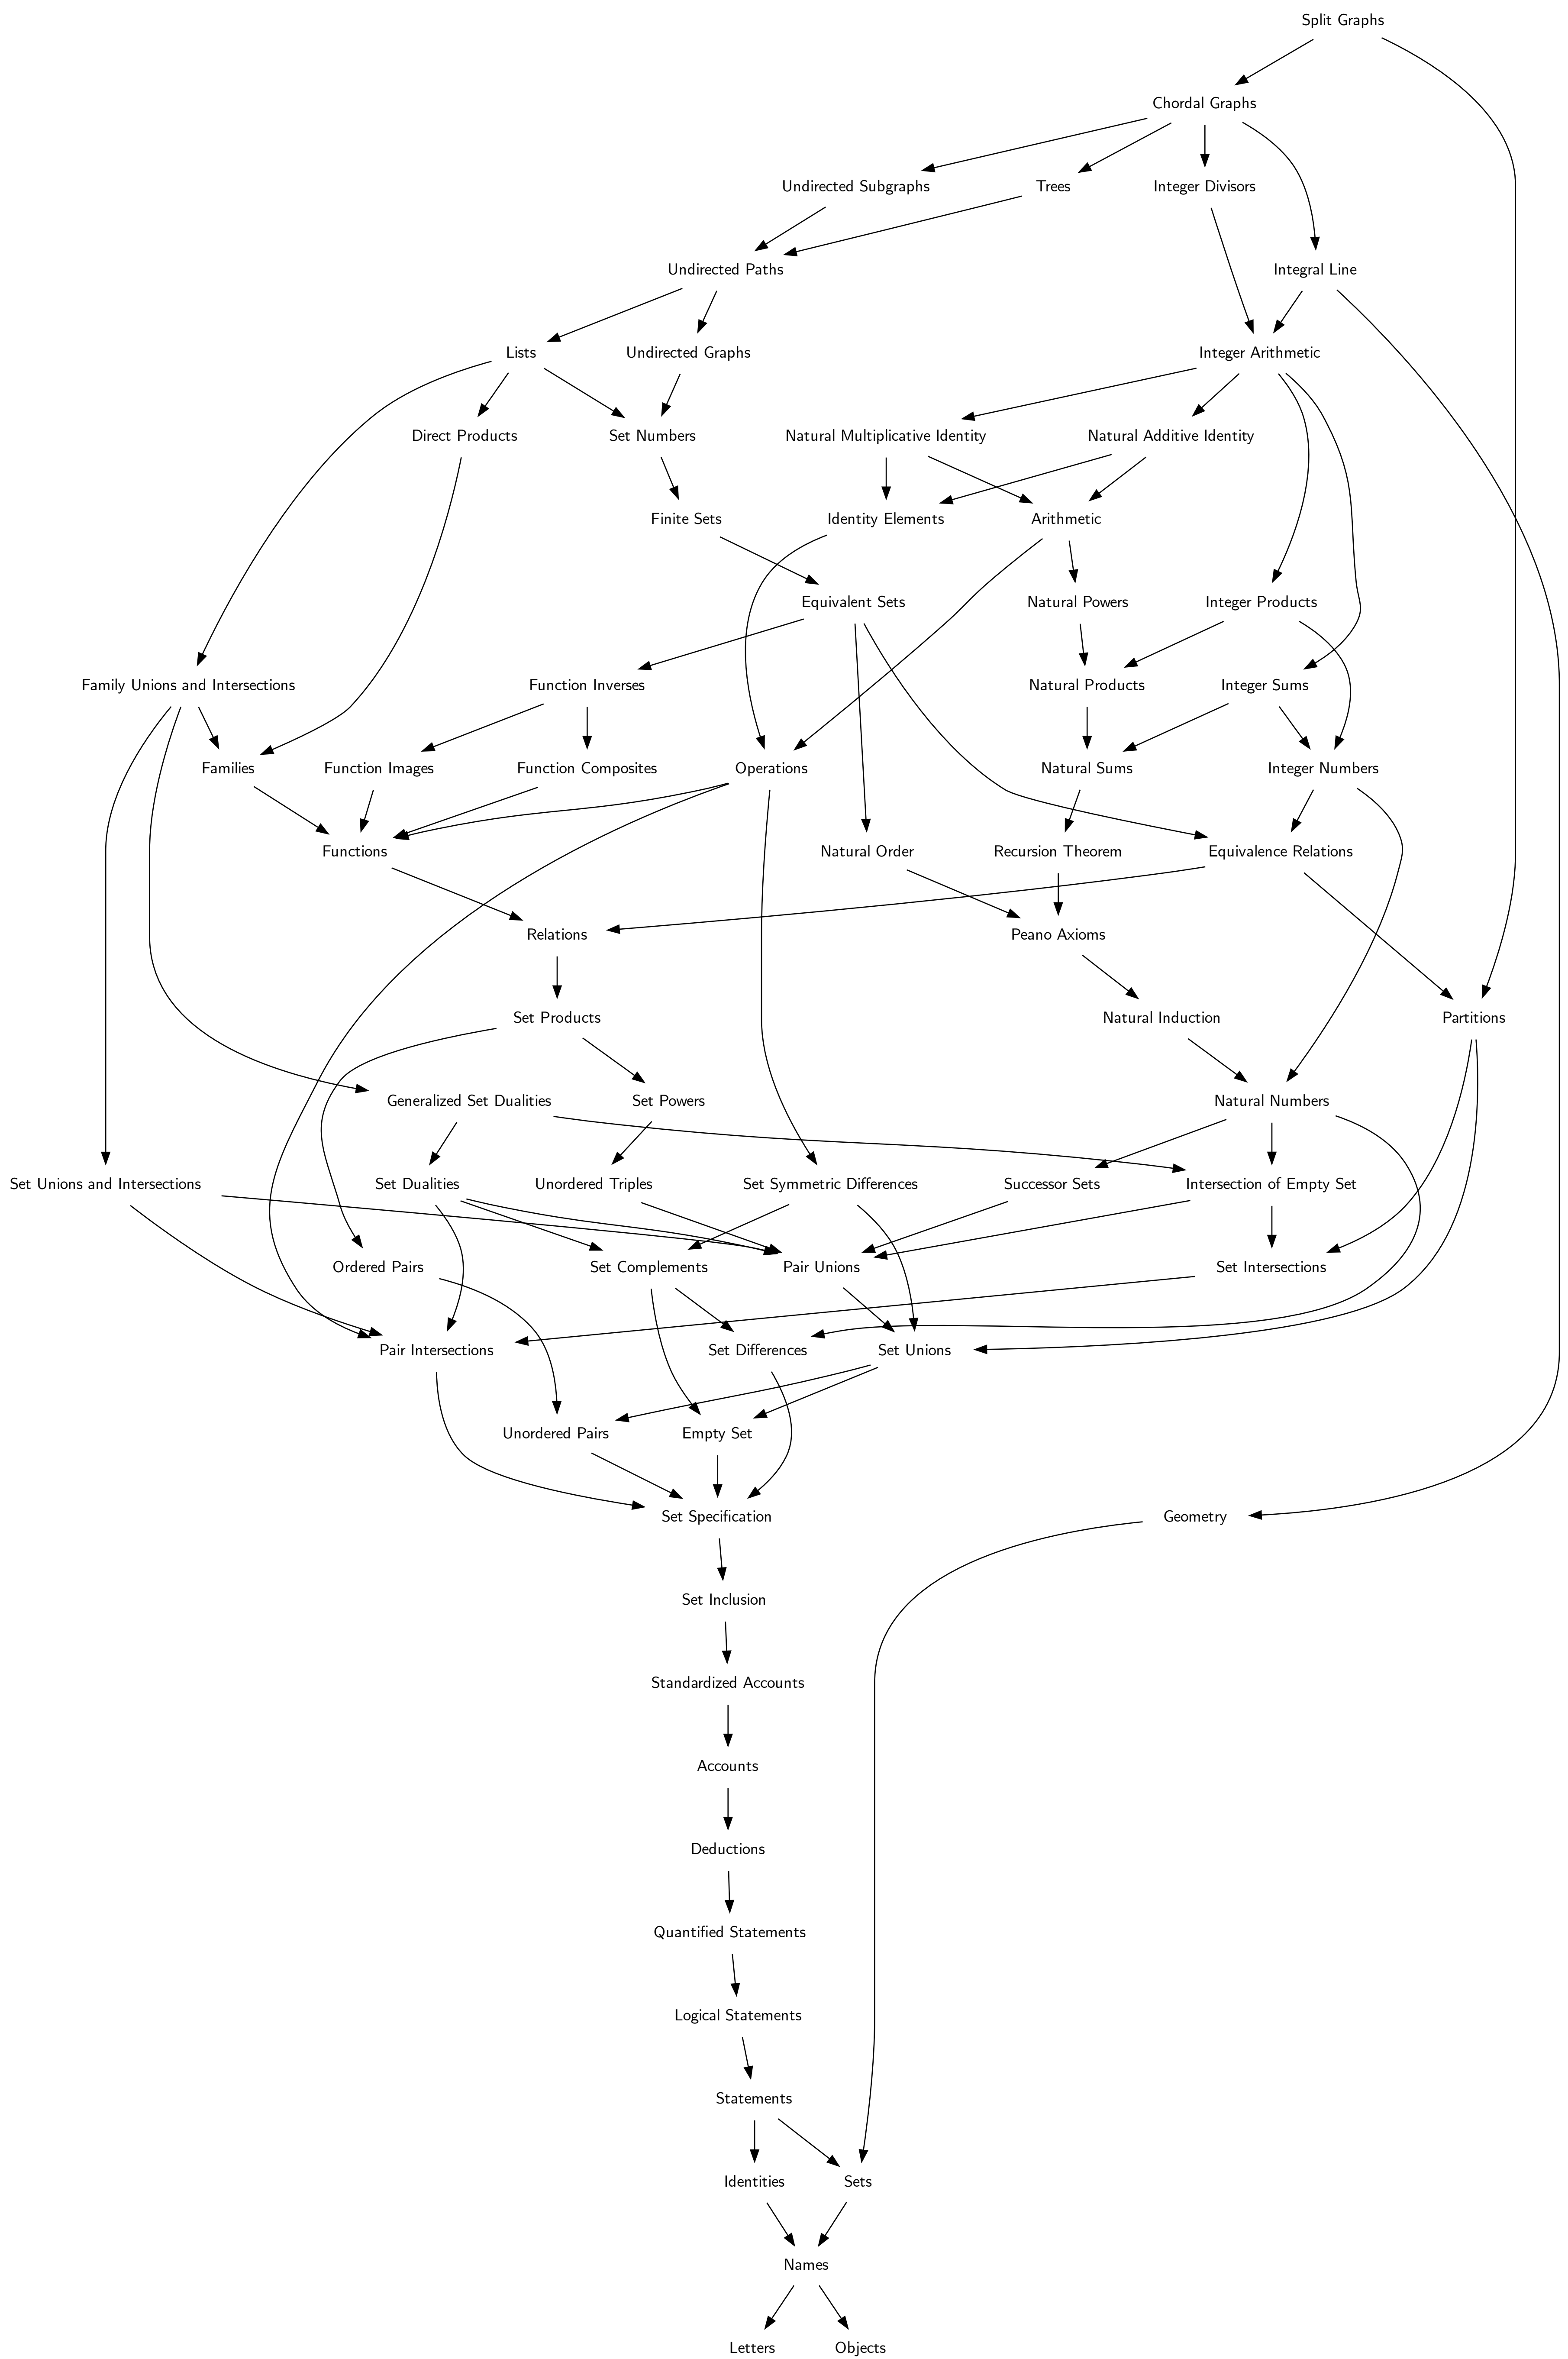 Split Graphs
Chordal Graphs
Undirected Subgraphs
Trees
Integer Divisors
Undirected Paths
Integral Line
Lists
Undirected Graphs
Integer Arithmetic
Direct Products
Set Numbers
Natural Multiplicative Identity
Natural Additive Identity
Finite Sets
Identity Elements
Arithmetic
Equivalent Sets
Natural Powers
Integer Products
Family Unions and Intersections
Function Inverses
Natural Products
Integer Sums
Families
Function Images
Function Composites
Operations
Natural Sums
Integer Numbers
Functions
Natural Order
Recursion Theorem
Equivalence Relations
Relations
Peano Axioms
Set Products
Natural Induction
Partitions
Generalized Set Dualities
Set Powers
Natural Numbers
Set Unions and Intersections
Set Dualities
Unordered Triples
Set Symmetric Differences
Successor Sets
Intersection of Empty Set
Ordered Pairs
Set Complements
Pair Unions
Set Intersections
Pair Intersections
Set Differences
Set Unions
Unordered Pairs
Empty Set
Set Specification
Geometry
Set Inclusion
Standardized Accounts
Accounts
Deductions
Quantified Statements
Logical Statements
Statements
Identities
Sets
Names
Letters
Objects